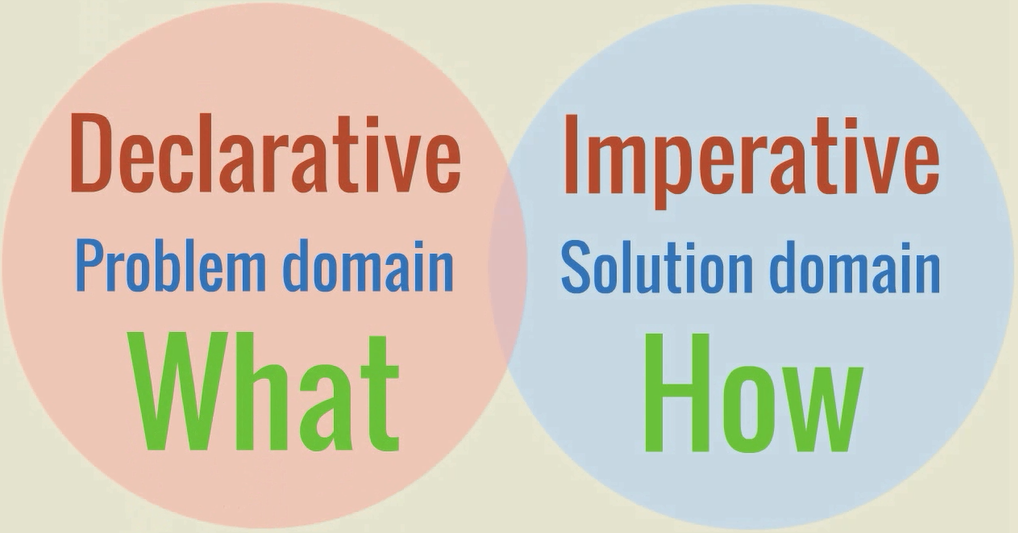 Declarative
Problem domain
What
Imperative
Solution domain
How